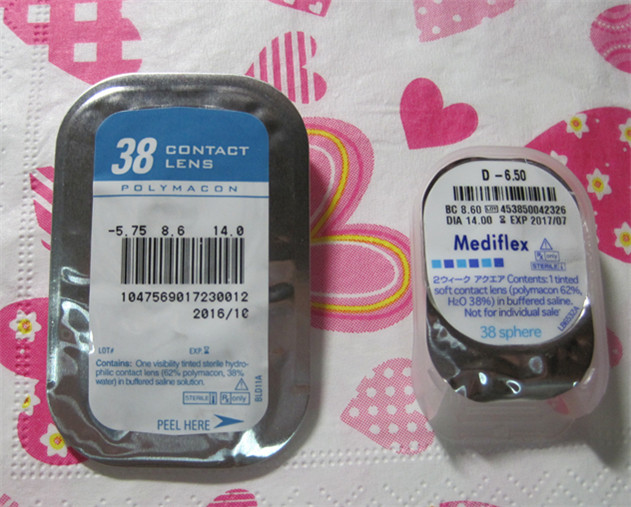 38 CONTACT
LENS
POLYMACON
-5.75 8.6 14.0
1047569017230012
2016/10
LOT# EXP.
Contains: One visibility tinted sterile hydro-
philic contact lens (62% polymacon, 38%
water) in buffered saline solution.
STERILE Rx only
BLD11A
PEEL HERE
D -6.50
BC 8.60 LOT 453850042326
DIA 14.00 EXP 2017/07
Mediflex
Rx only
STERILE
2ウィーク アクエア Contents: 1 tinted
soft contact lens (polymacon 62%,
H2O 38%) in buffered saline.
Not for individual sale
38 sphere